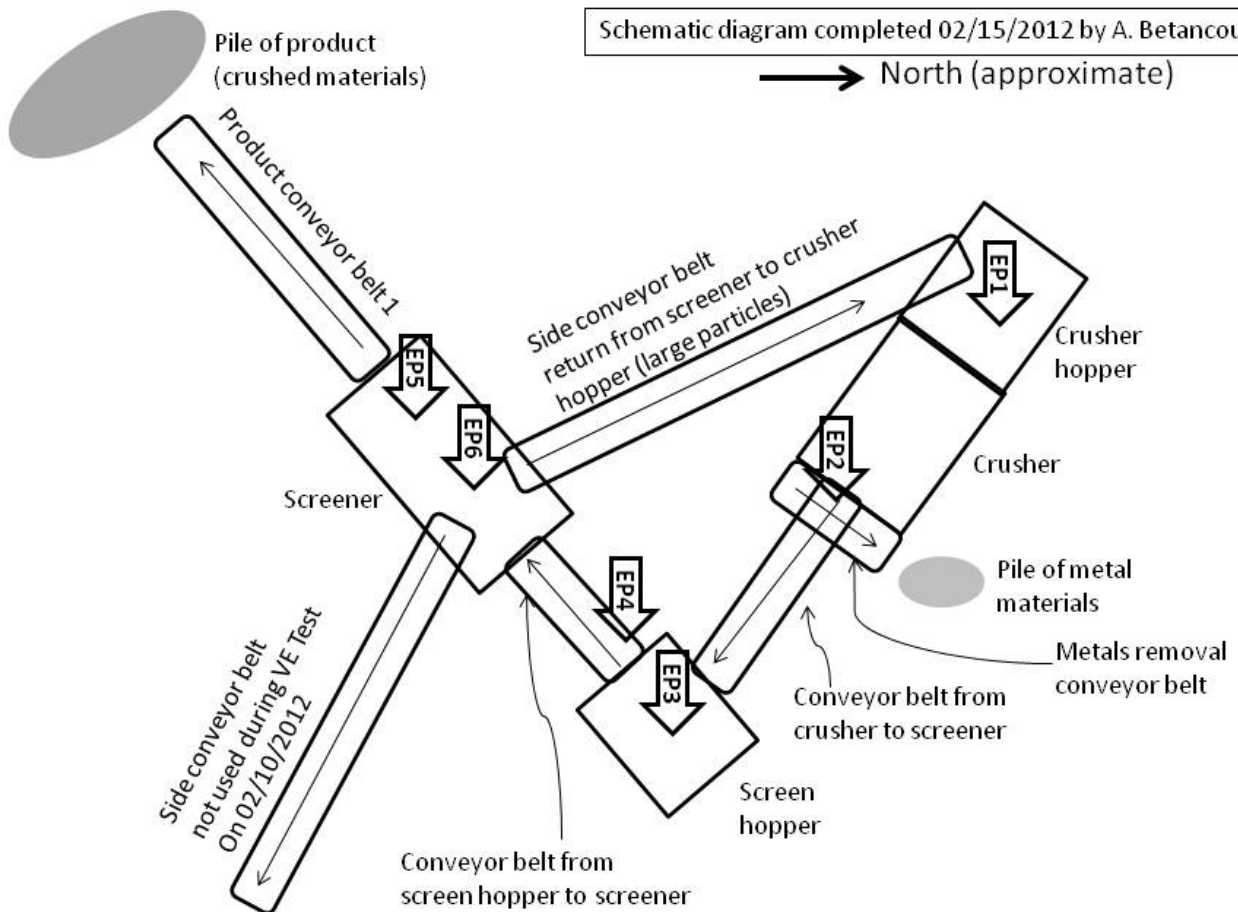 Schematic diagram completed 02/15/2012 by A. Betancou
North (approximate)
Pile of product
(crushed materials)
Product conveyor belt 1
Side conveyor belt
return from screener to crusher
hopper (large particles)
EP1
Crusher
hopper
EP5
EP6
EP2
Crusher
Screener
EP4
Pile of metal
materials
EP3
Metals removal
conveyor belt
Conveyor belt from
crusher to screener
Side conveyor belt
not used during VE Test
On 02/10/2012
Screen
hopper
Conveyor belt from
screen hopper to screener